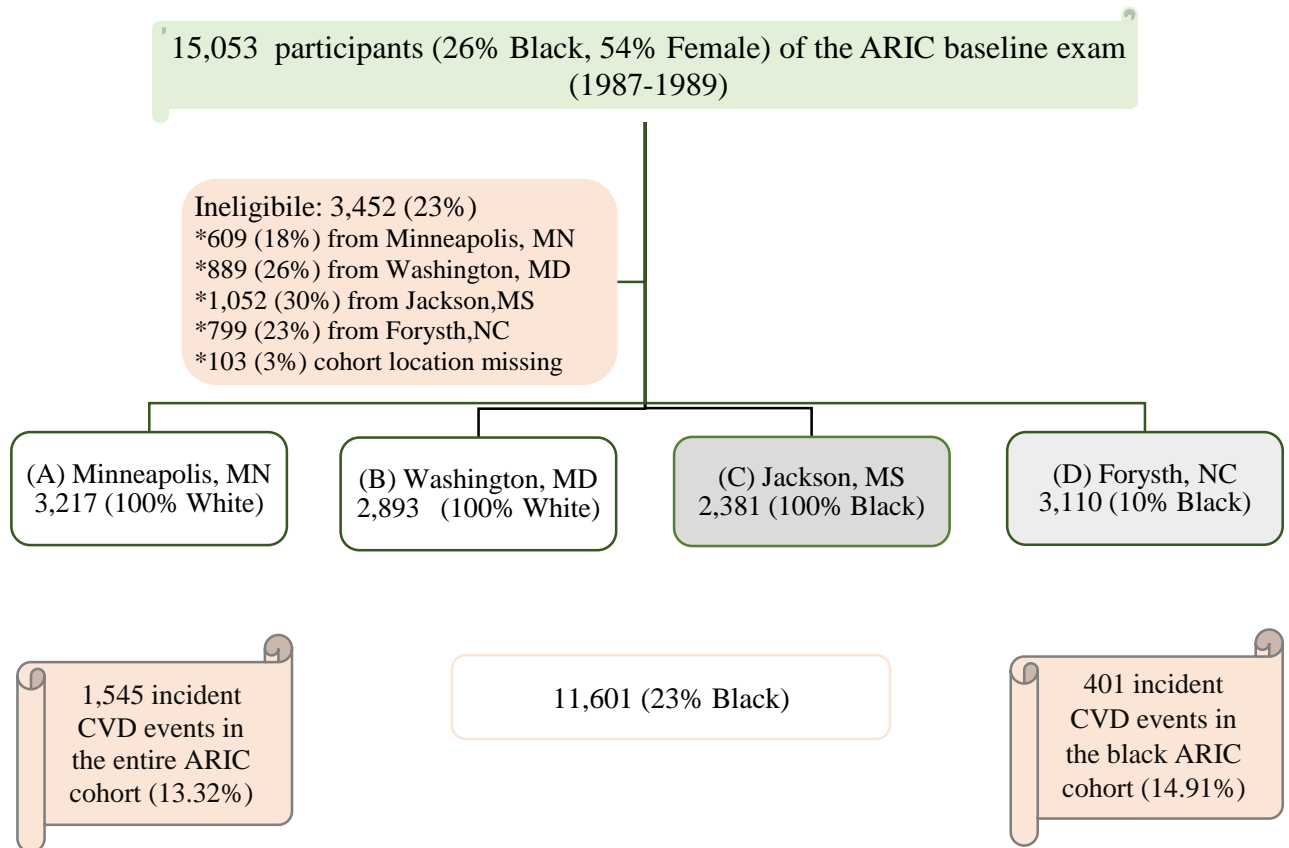 15,053 participants (26% Black, 54% Female) of the ARIC baseline exam
(1987-1989)
Ineligibile: 3,452 (23%)
*609 (18%) from Minneapolis, MN
*889 (26%) from Washington, MD
*1,052 (30%) from Jackson,MS
*799 (23%) from Forysth,NC
*103 (3%) cohort location missing
(A) Minneapolis, MN
3,217 (100% White)
(B) Washington, MD
2,893 (100% White)
(C) Jackson, MS
2,381 (100% Black)
(D) Forysth, NC
3,110 (10% Black)
1,545 incident
CVD events in
the entire ARIC
cohort (13.32%)
11,601 (23% Black)
401 incident
CVD events in
the black ARIC
cohort (14.91%)